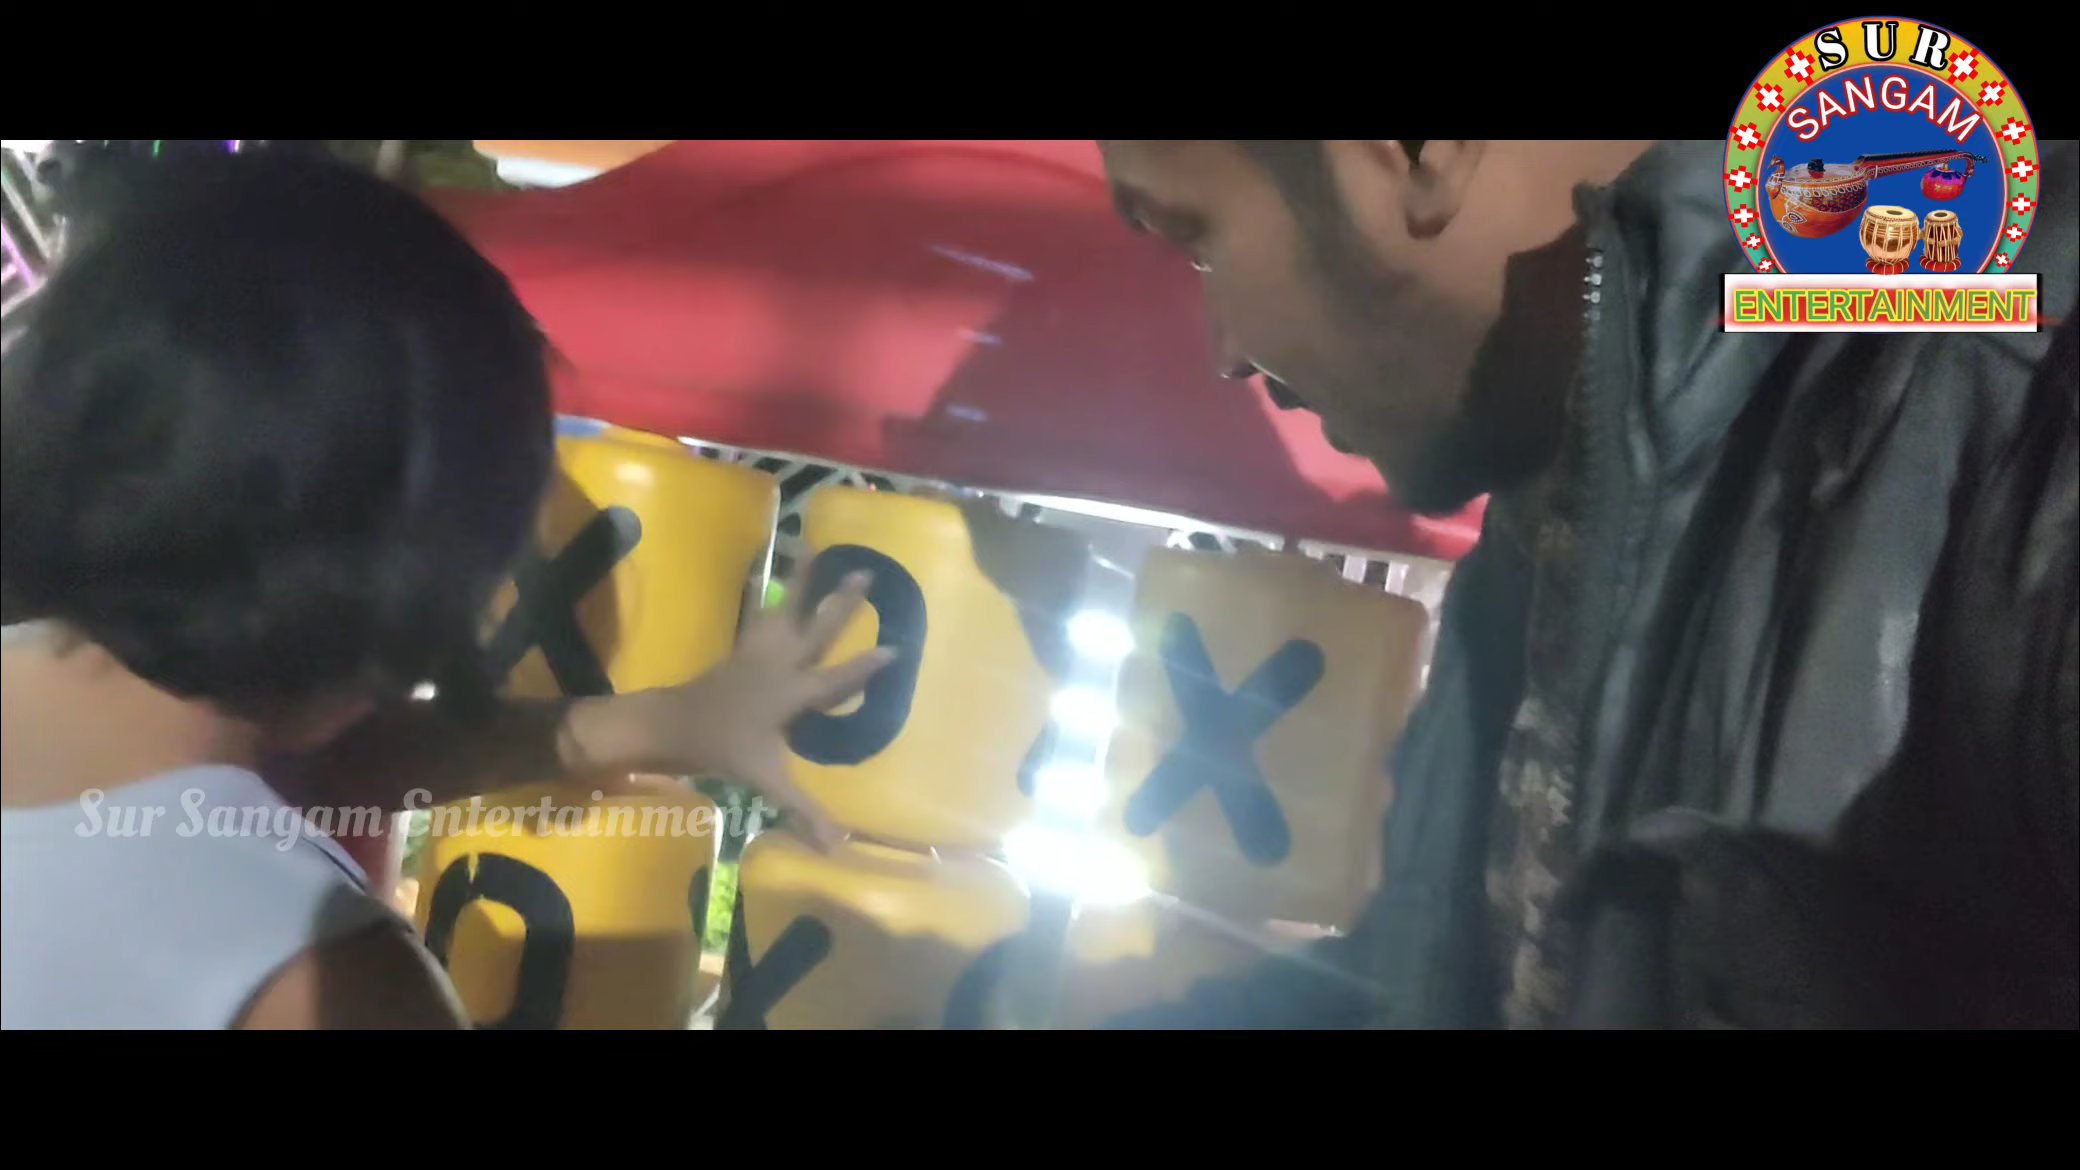 SUR
SANGAM
ENTERTAINMENT
X O X
Sur Sangam Entertainment
O X